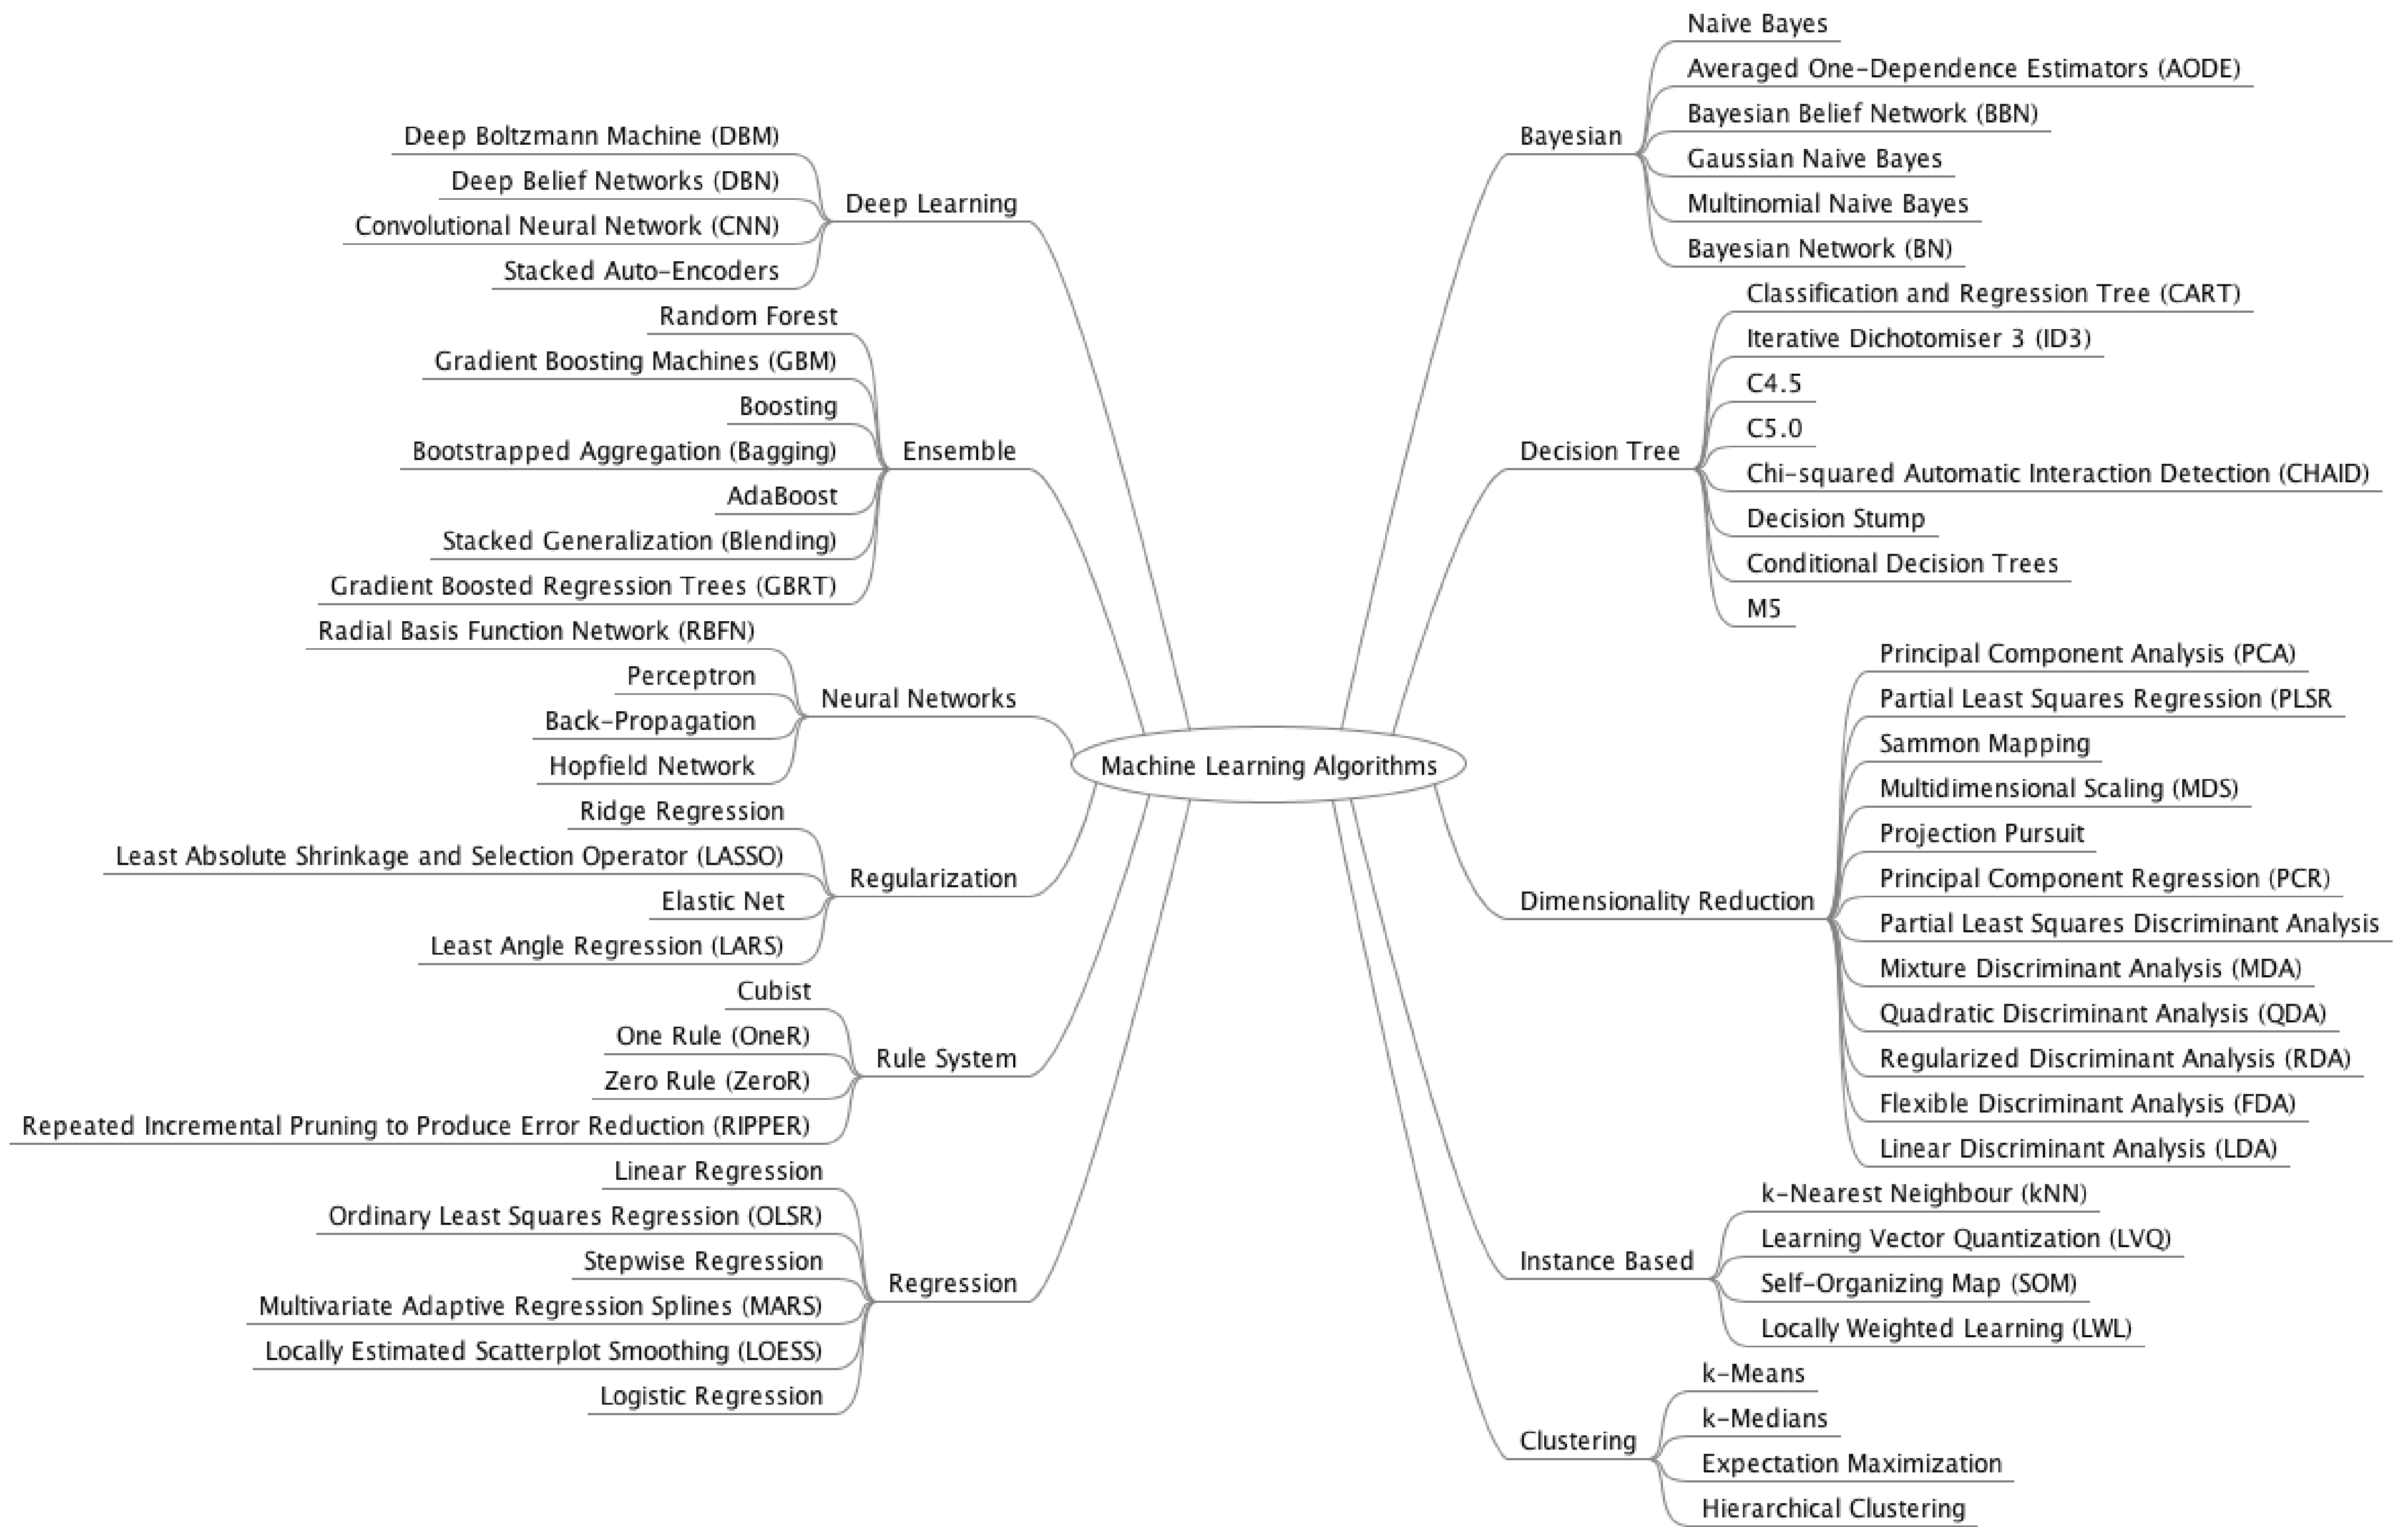 Deep Learning
Deep Boltzmann Machine (DBM)
Deep Belief Networks (DBN)
Convolutional Neural Network (CNN)
Stacked Auto-Encoders
Ensemble
Random Forest
Gradient Boosting Machines (GBM)
Boosting
Bootstrapped Aggregation (Bagging)
AdaBoost
Stacked Generalization (Blending)
Gradient Boosted Regression Trees (GBRT)
Neural Networks
Radial Basis Function Network (RBFN)
Perceptron
Back-Propagation
Hopfield Network
Regularization
Ridge Regression
Least Absolute Shrinkage and Selection Operator (LASSO)
Elastic Net
Least Angle Regression (LARS)
Rule System
Cubist
One Rule (OneR)
Zero Rule (ZeroR)
Repeated Incremental Pruning to Produce Error Reduction (RIPPER)
Regression
Linear Regression
Ordinary Least Squares Regression (OLSR)
Stepwise Regression
Multivariate Adaptive Regression Splines (MARS)
Locally Estimated Scatterplot Smoothing (LOESS)
Logistic Regression
Machine Learning Algorithms
Bayesian
Naive Bayes
Averaged One-Dependence Estimators (AODE)
Bayesian Belief Network (BBN)
Gaussian Naive Bayes
Multinomial Naive Bayes
Bayesian Network (BN)
Decision Tree
Classification and Regression Tree (CART)
Iterative Dichotomiser 3 (ID3)
C4.5
C5.0
Chi-squared Automatic Interaction Detection (CHAID)
Decision Stump
Conditional Decision Trees
M5
Dimensionality Reduction
Principal Component Analysis (PCA)
Partial Least Squares Regression (PLSR
Sammon Mapping
Multidimensional Scaling (MDS)
Projection Pursuit
Principal Component Regression (PCR)
Partial Least Squares Discriminant Analysis
Mixture Discriminant Analysis (MDA)
Quadratic Discriminant Analysis (QDA)
Regularized Discriminant Analysis (RDA)
Flexible Discriminant Analysis (FDA)
Linear Discriminant Analysis (LDA)
Instance Based
k-Nearest Neighbour (kNN)
Learning Vector Quantization (LVQ)
Self-Organizing Map (SOM)
Locally Weighted Learning (LWL)
Clustering
k-Means
k-Medians
Expectation Maximization
Hierarchical Clustering